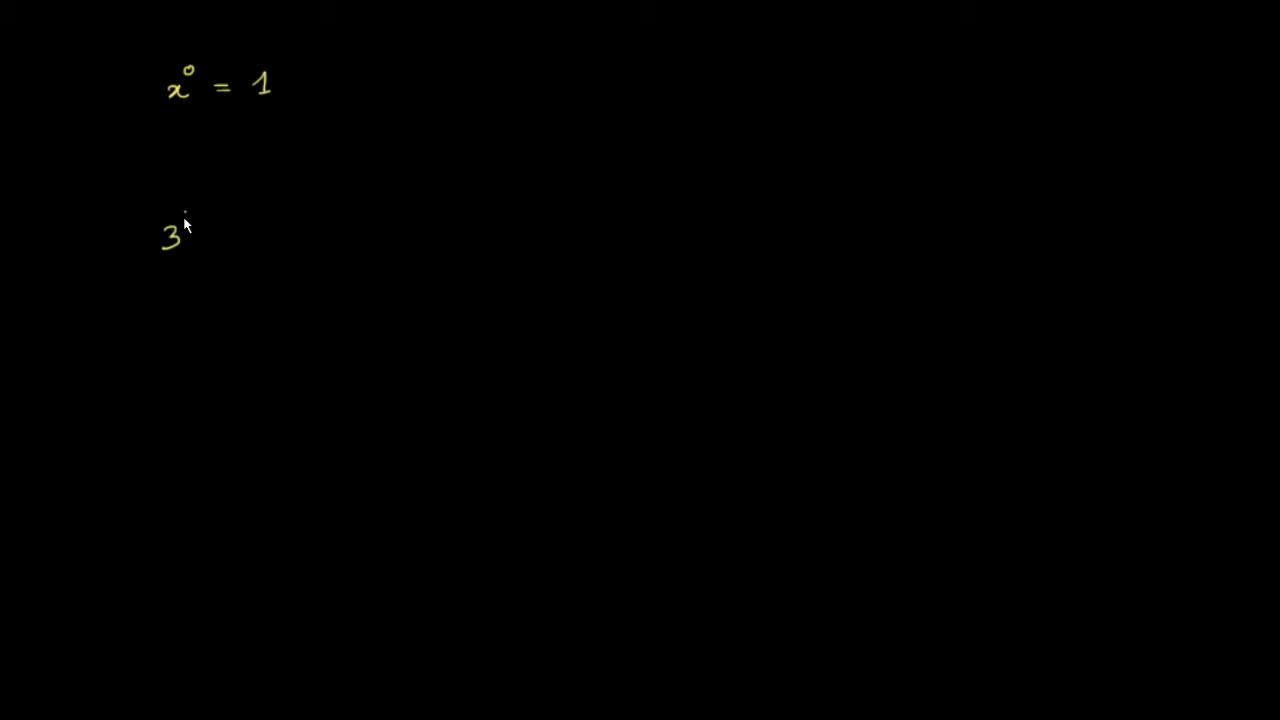 x⁰ = 1
3